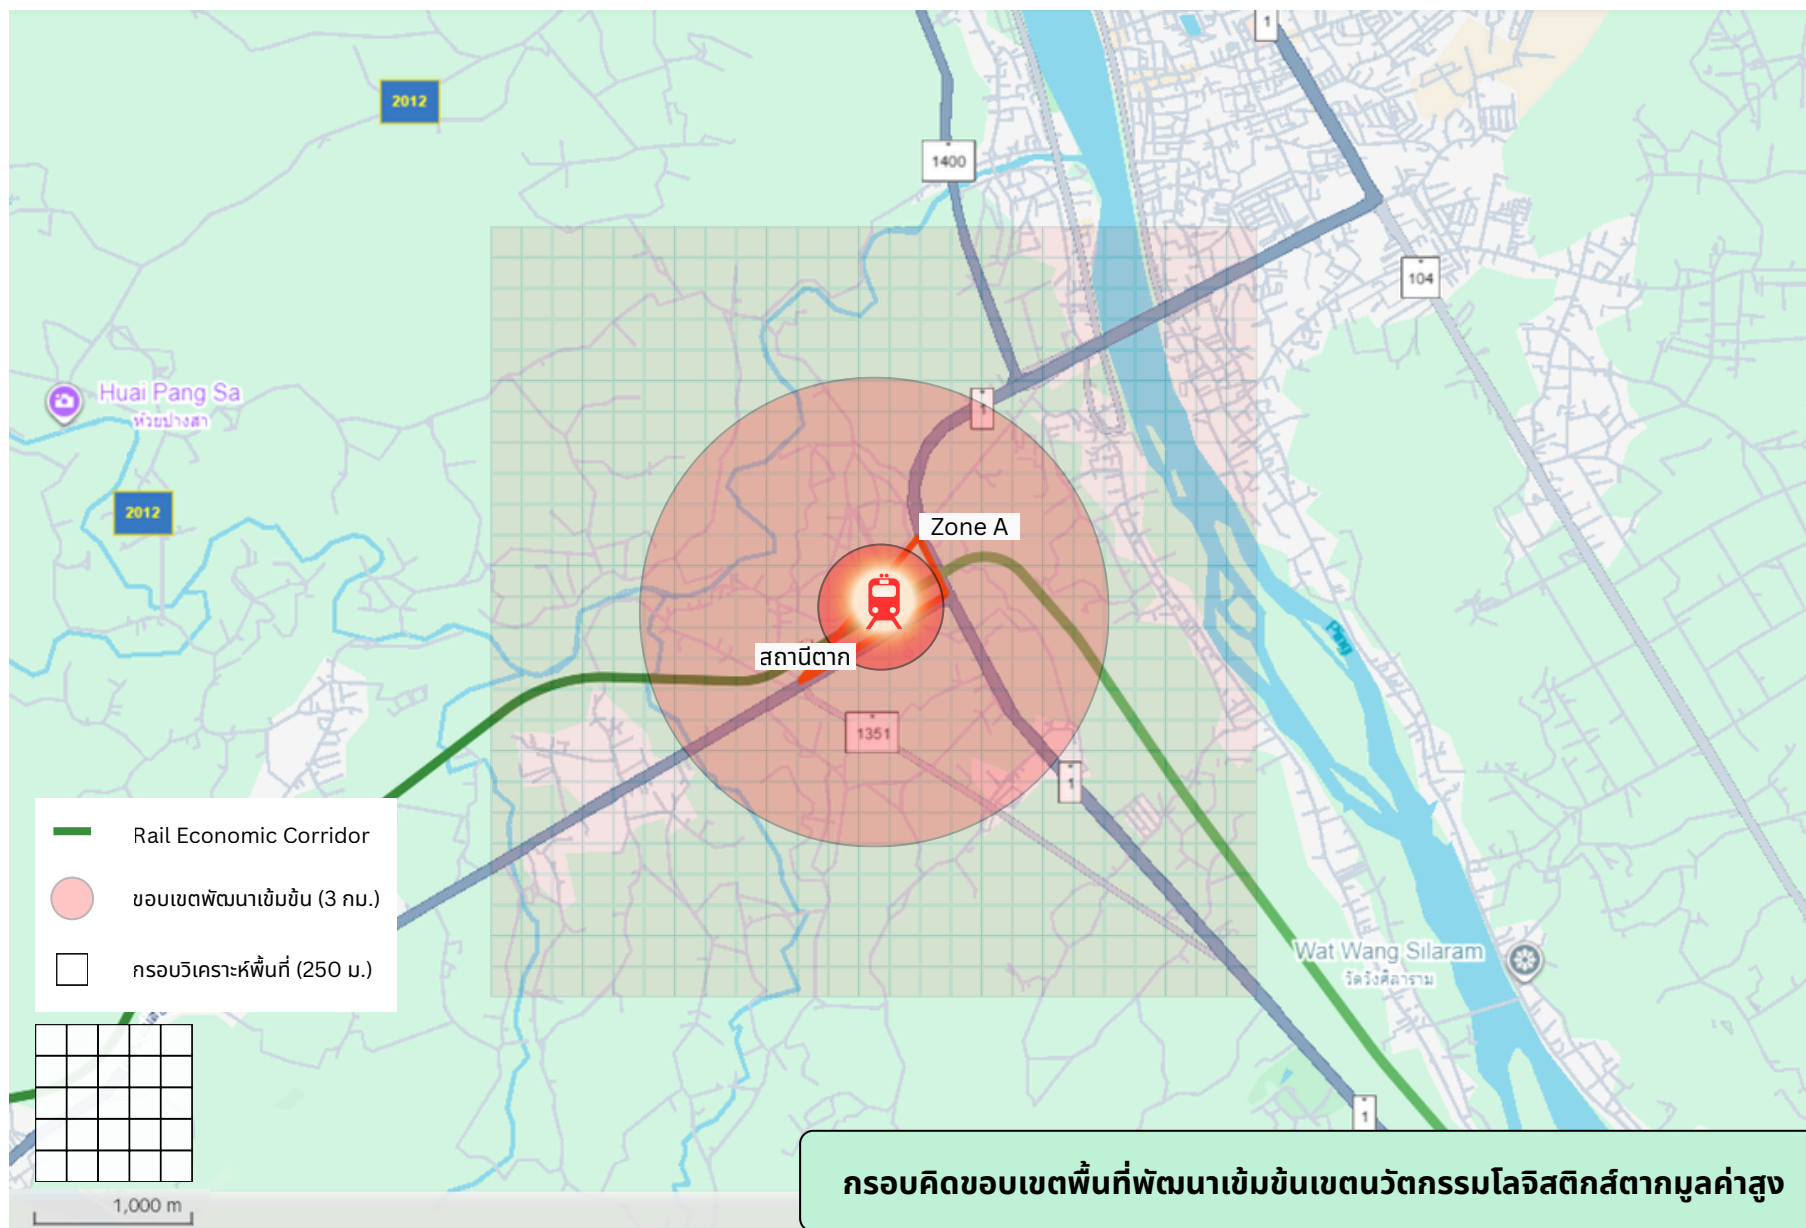 1
2012
1400
104
Huai Pang Sa
ห้วยปางสา
1
2012
Zone A
สถานีตาก
Ping
1351
1
Rail Economic Corridor
ขอบเขตพัฒนาเข้มข้น (3 กม.)
กรอบวิเคราะห์พื้นที่ (250 ม.)
Wat Wang Silaram
วัดวังศิลาราม
1
1,000 m
กรอบคิดขอบเขตพื้นที่พัฒนาเข้มข้นเขตนวัตกรรมโลจิสติกส์ตากมูลค่าสูง